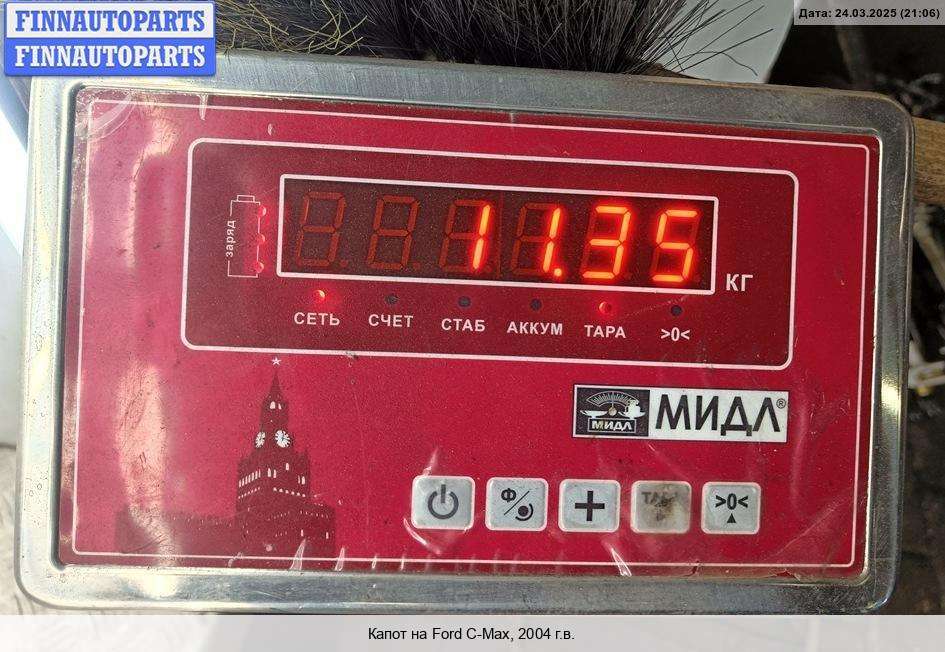 FINNAUTOPARTS
FINNAUTOPARTS
Дата: 24.03.2025 (21:06)
заряд
11.35
КГ
СЕТЬ СЧЕТ СТАБ АККУМ ТАРА >0<
МИДЛ МИДЛ®
Ф >0<
Капот на Ford C-Max, 2004 г.в.